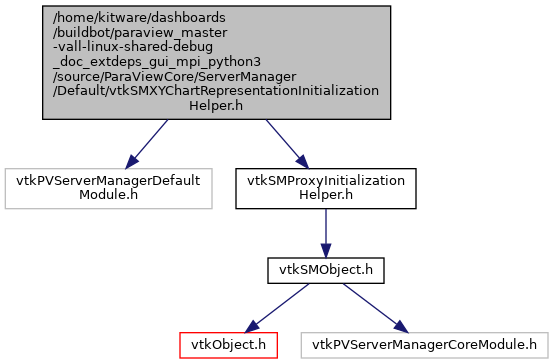 /home/kitware/dashboards
/buildbot/paraview_master
-vall-linux-shared-debug
_doc_extdeps_gui_mpi_python3
/source/ParaViewCore/ServerManager
/Default/vtkSMXYChartRepresentationInitialization
Helper.h
vtkPVServerManagerDefault
Module.h
vtkSMProxyInitialization
Helper.h
vtkSMObject.h
vtkObject.h
vtkPVServerManagerCoreModule.h